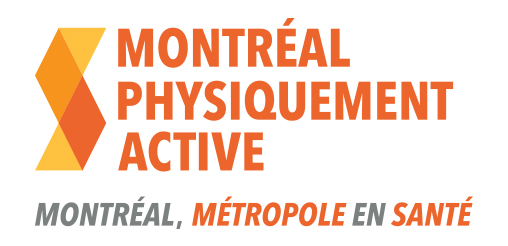 MONTRÉAL
PHYSIQUEMENT
ACTIVE
MONTRÉAL, MÉTROPOLE EN SANTÉ